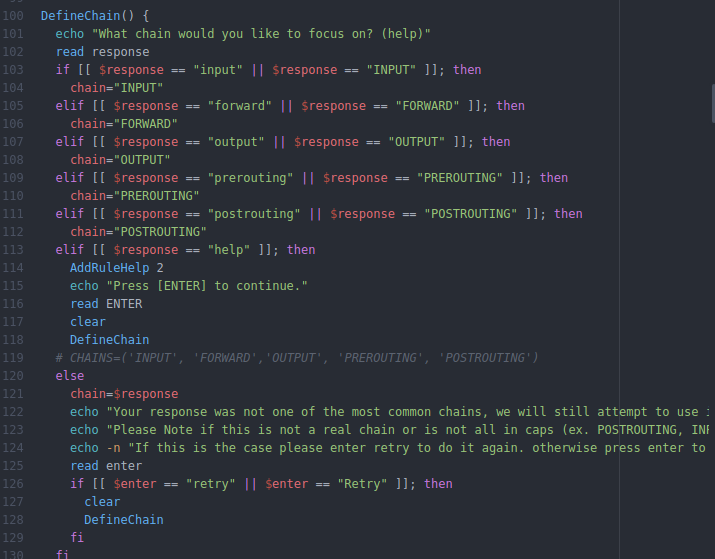 100 DefineChain() {
101 echo "What chain would you like to focus on? (help)"
102 read response
103 if [[ $response == "input" || $response == "INPUT" ]]; then
104 chain="INPUT"
105 elif [[ $response == "forward" || $response == "FORWARD" ]]; then
106 chain="FORWARD"
107 elif [[ $response == "output" || $response == "OUTPUT" ]]; then
108 chain="OUTPUT"
109 elif [[ $response == "prerouting" || $response == "PREROUTING" ]]; then
110 chain="PREROUTING"
111 elif [[ $response == "postrouting" || $response == "POSTROUTING" ]]; then
112 chain="POSTROUTING"
113 elif [[ $response == "help" ]]; then
114 AddRuleHelp 2
115 echo "Press [ENTER] to continue."
116 read ENTER
117 clear
118 DefineChain
119 # CHAINS=('INPUT', 'FORWARD','OUTPUT', 'PREROUTING', 'POSTROUTING')
120 else
121 chain=$response
122 echo "Your response was not one of the most common chains, we will still attempt to use
123 echo "Please Note if this is not a real chain or is not all in caps (ex. POSTROUTING,
124 echo -n "If this is the case please enter retry to do it again. otherwise press enter to
125 read enter
126 if [[ $enter == "retry" || $enter == "Retry" ]]; then
127 clear
128 DefineChain
129 fi
130 fi